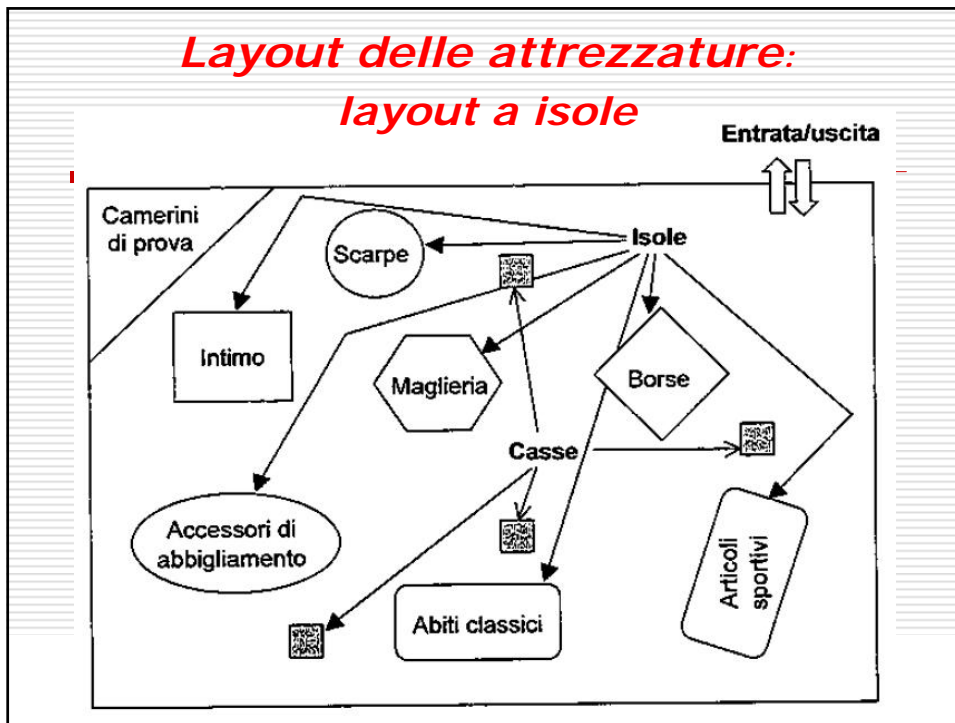 Layout delle attrezzature:
layout a isole
Entrata/uscita
Camerini
di prova
Scarpe
Isole
Intimo
Maglieria
Borse
Casse
Accessori di
abbigliamento
Abiti classici
Articoli
sportivi